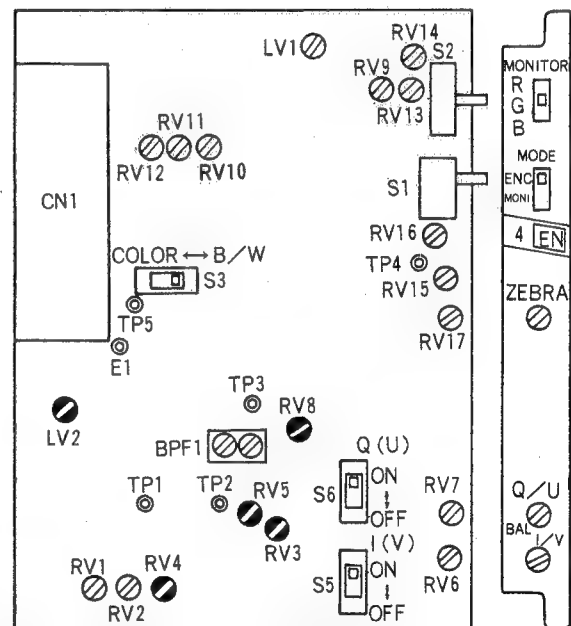 RV14
LV1
S2
RV9
RV13
MONITOR
R
G
B
RV11
RV12
RV10
MODE
ENC
MONI
CN1
S1
4 EN
RV16
COLOR ↔ B/W
S3
TP4
RV15
ZEBRA
TP5
RV17
E1
TP3
RV8
LV2
BPF1
Q (U)
ON
↕
OFF
S6
TP1
TP2
RV5
RV3
RV7
Q/U
BAL
I/V
I (V)
ON
↕
OFF
S5
RV6
RV1
RV2
RV4